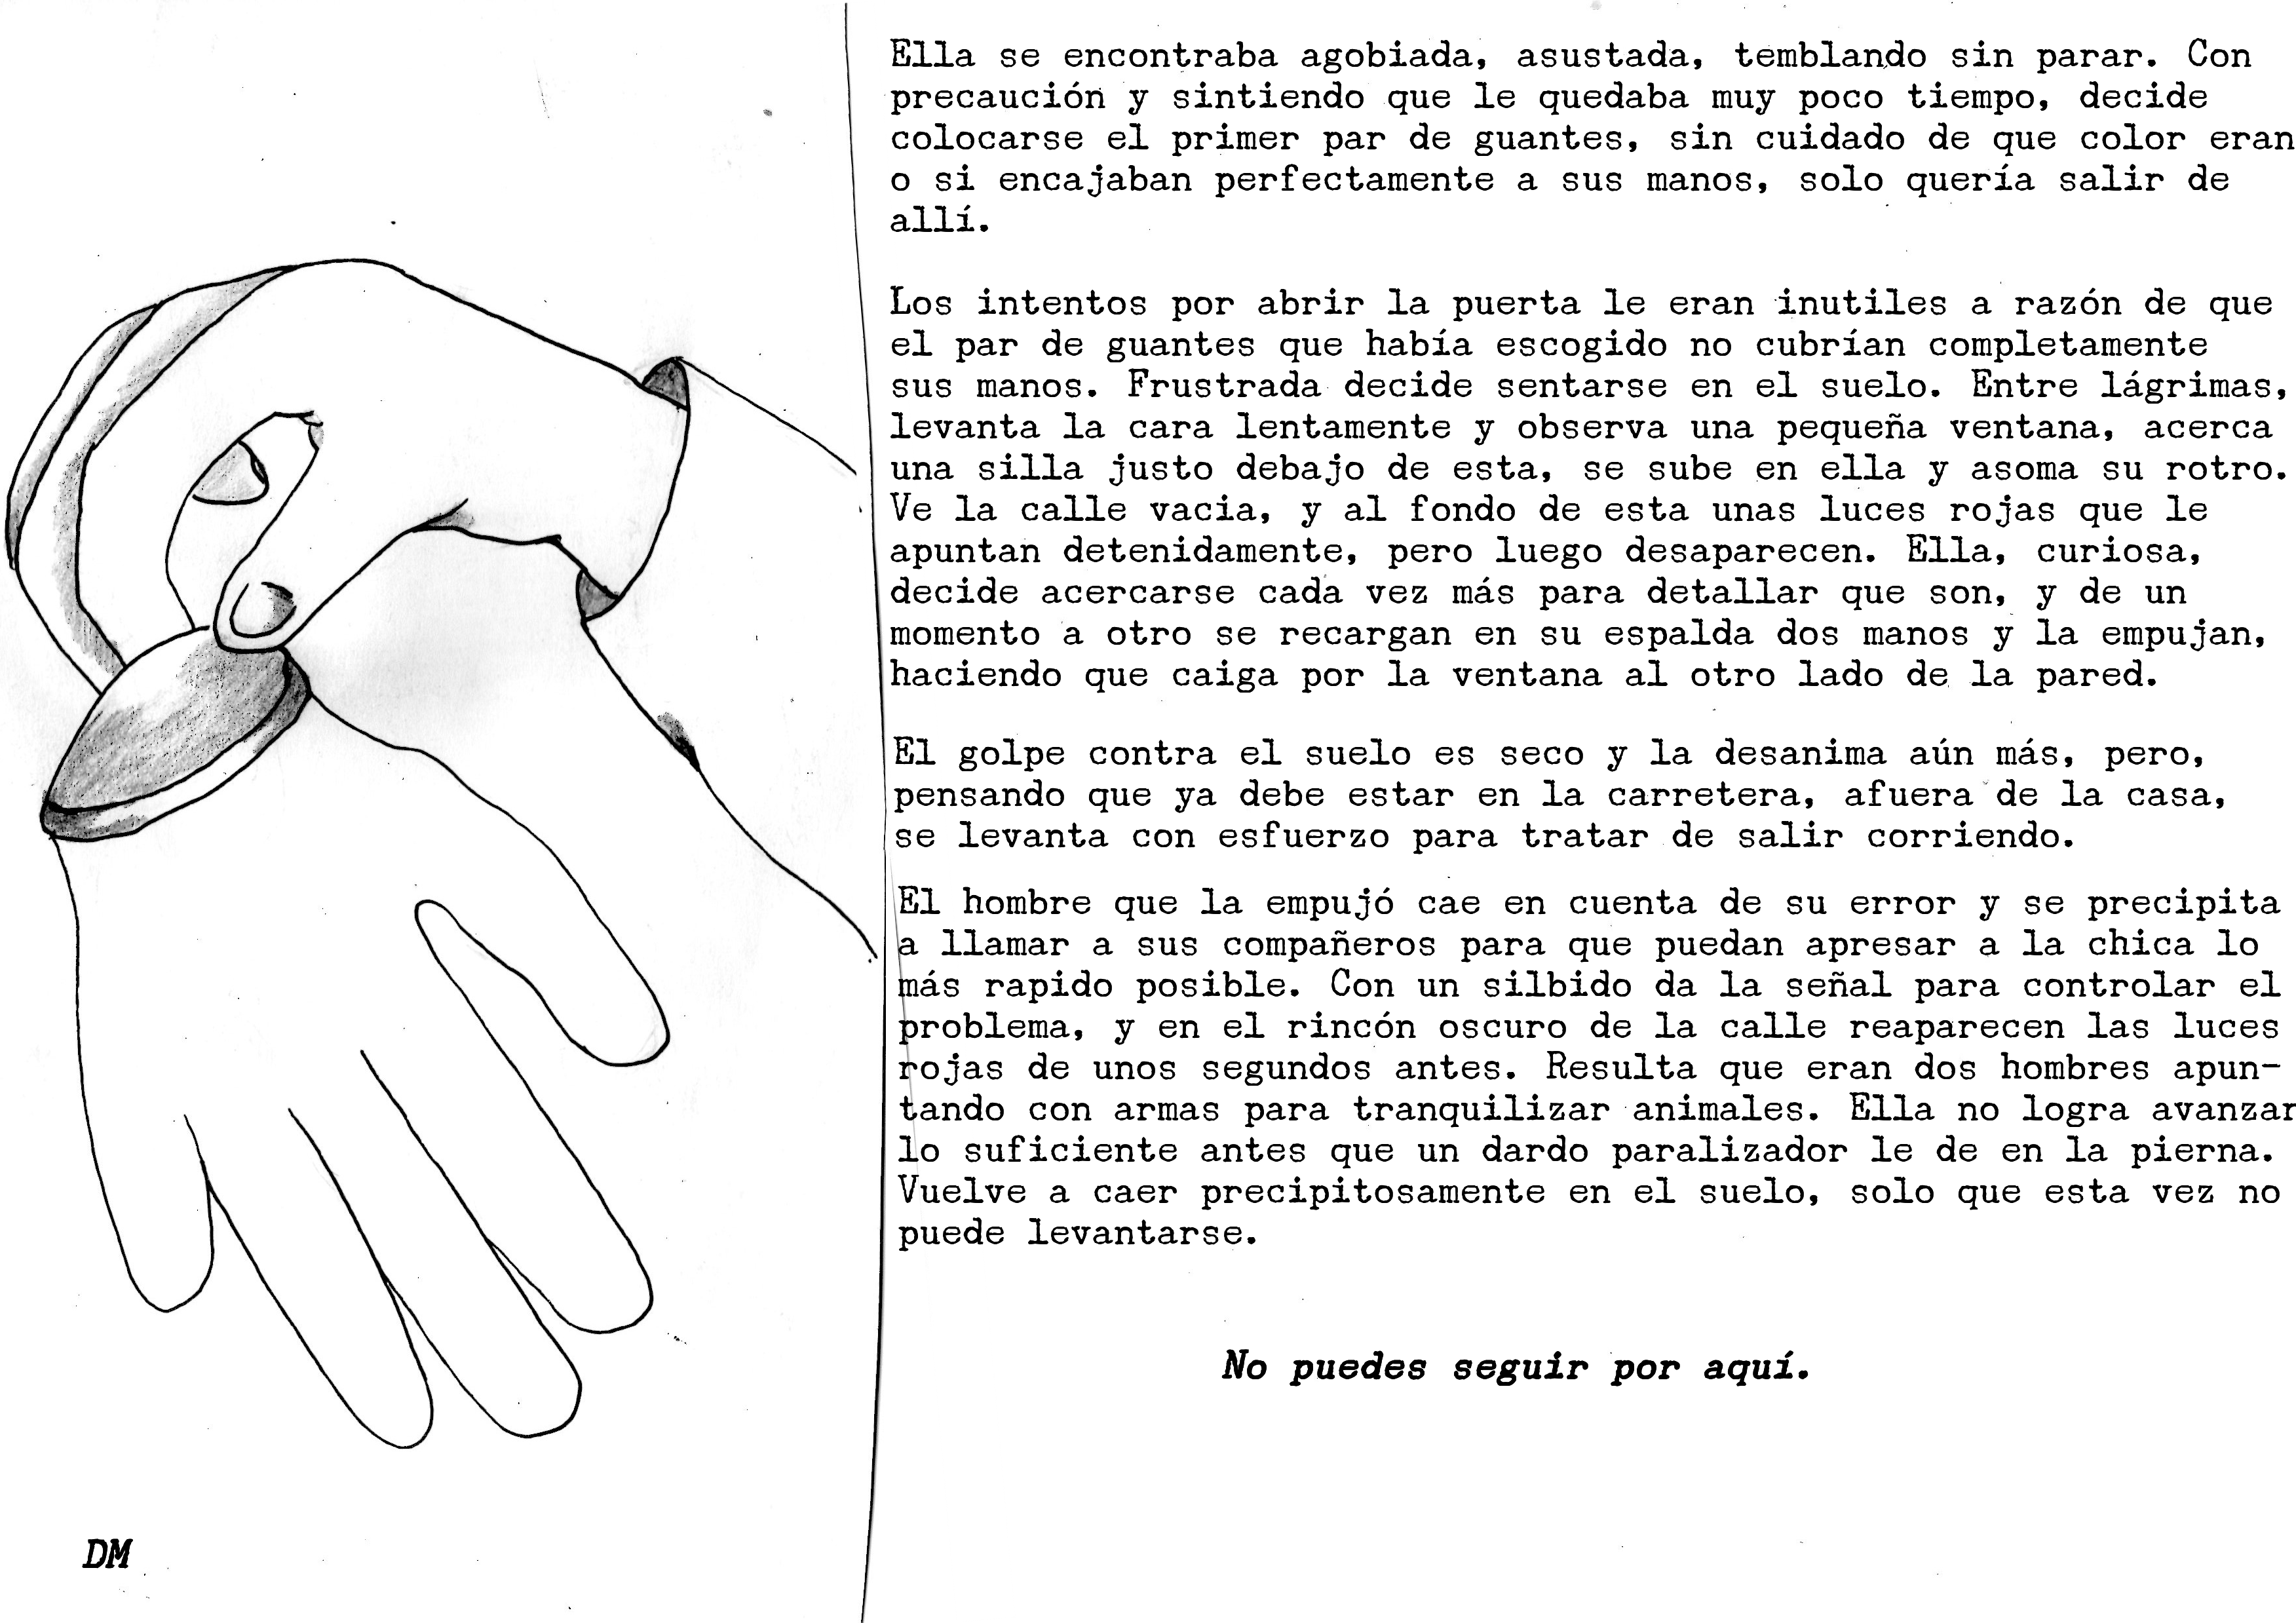 Ella se encontraba agobiada, asustada, temblando sin parar. Con
precaución y sintiendo que le quedaba muy poco tiempo, decide
colocarse el primer par de guantes, sin cuidado de que color eran
o si encajaban perfectamente a sus manos, solo quería salir de
allí.
Los intentos por abrir la puerta le eran inutiles a razón de que
el par de guantes que había escogido no cubrían completamente
sus manos. Frustrada decide sentarse en el suelo. Entre lágrimas,
levanta la cara lentamente y observa una pequeña ventana, acerca
una silla justo debajo de esta, se sube en ella y asoma su rotro.
Ve la calle vacia, y al fondo de esta unas luces rojas que le
apuntan detenidamente, pero luego desaparecen. Ella, curiosa,
decide acercarse cada vez más para detallar que son, y de un
momento a otro se recargan en su espalda dos manos y la empujan,
haciendo que caiga por la ventana al otro lado de la pared.
El golpe contra el suelo es seco y la desanima aún más, pero,
pensando que ya debe estar en la carretera, afuera de la casa,
se levanta con esfuerzo para tratar de salir corriendo.
El hombre que la empujó cae en cuenta de su error y se precipita
a llamar a sus compañeros para que puedan apresar a la chica lo
más rapido posible. Con un silbido da la señal para controlar el
problema, y en el rincón oscuro de la calle reaparecen las luces
rojas de unos segundos antes. Resulta que eran dos hombres apun-
tando con armas para tranquilizar animales. Ella no logra avanzar
lo suficiente antes que un dardo paralizador le de en la pierna.
Vuelve a caer precipitosamente en el suelo, solo que esta vez no
puede levantarse.
No puedes seguir por aquí.
DM